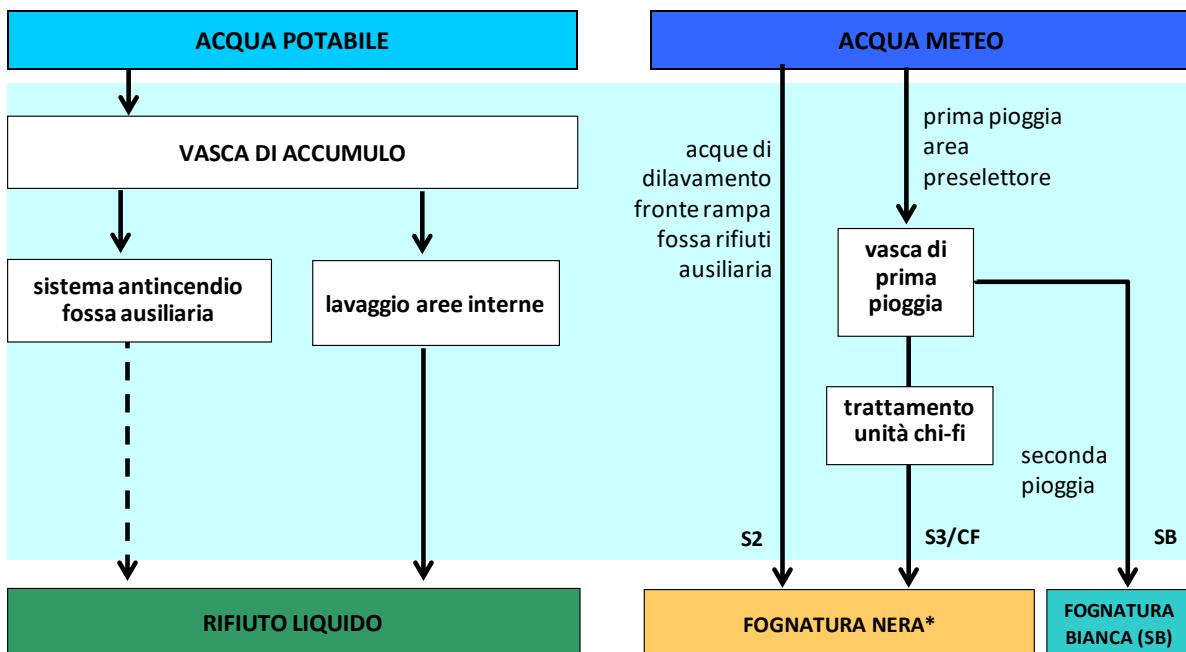 ACQUA POTABILE
ACQUA METEO
VASCA DI ACCUMULO
sistema antincendio
fossa ausiliaria
lavaggio aree interne
acque di
dilavamento
fronte rampa
fossa rifiuti
ausiliaria
prima pioggia
area
preselettore
vasca di
prima
pioggia
trattamento
unità chi-fi
seconda
pioggia
S2
S3/CF
SB
RIFIUTO LIQUIDO
FOGNATURA NERA*
FOGNATURA
BIANCA (SB)